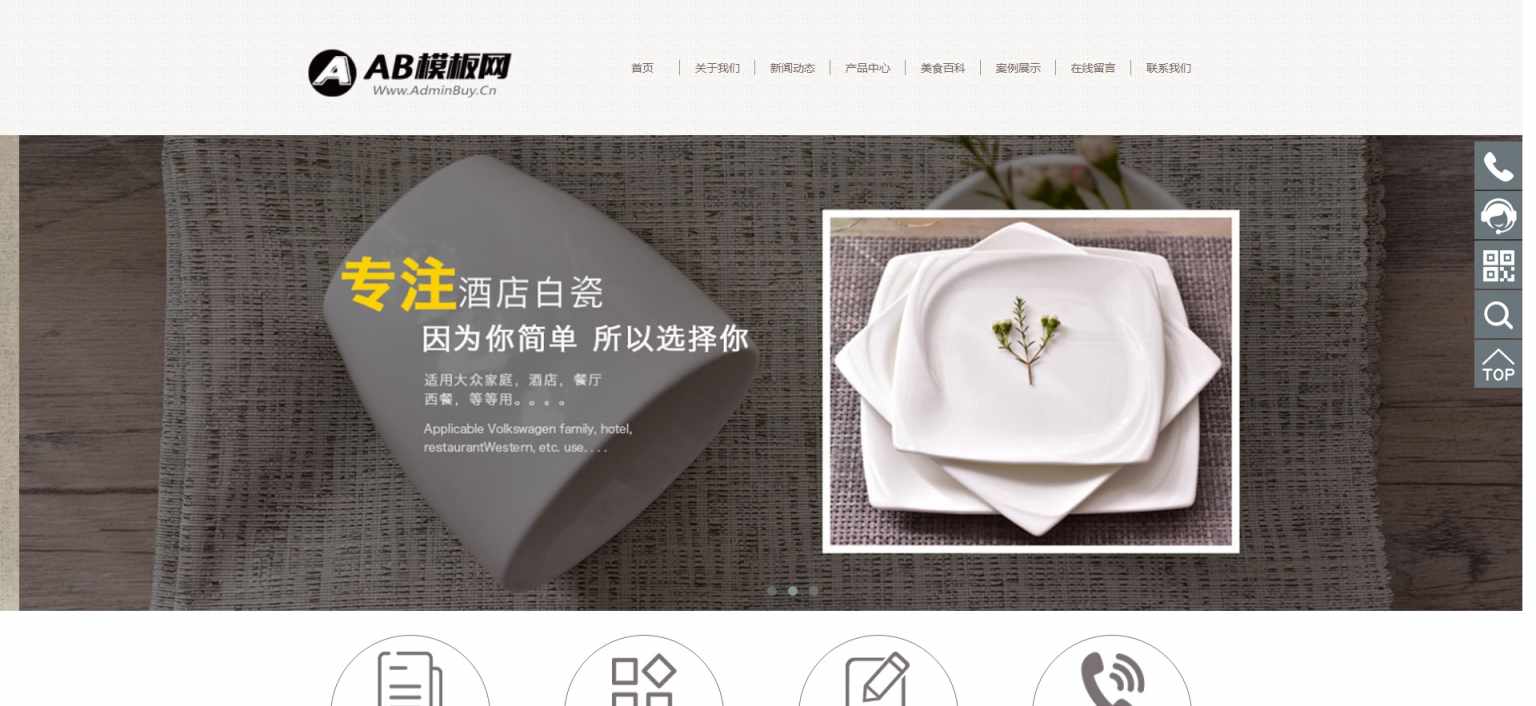 AB模板网
Www.AdminBuy.Cn
首页
关于我们
新闻动态
产品中心
美食百科
案例展示
在线留言
联系我们
专注酒店白瓷
因为你简单 所以选择你
适用大众家庭，酒店，餐厅
西餐，等等用。。。。
Applicable Volkswagen family, hotel,
restaurantWestern, etc. use....
TOP